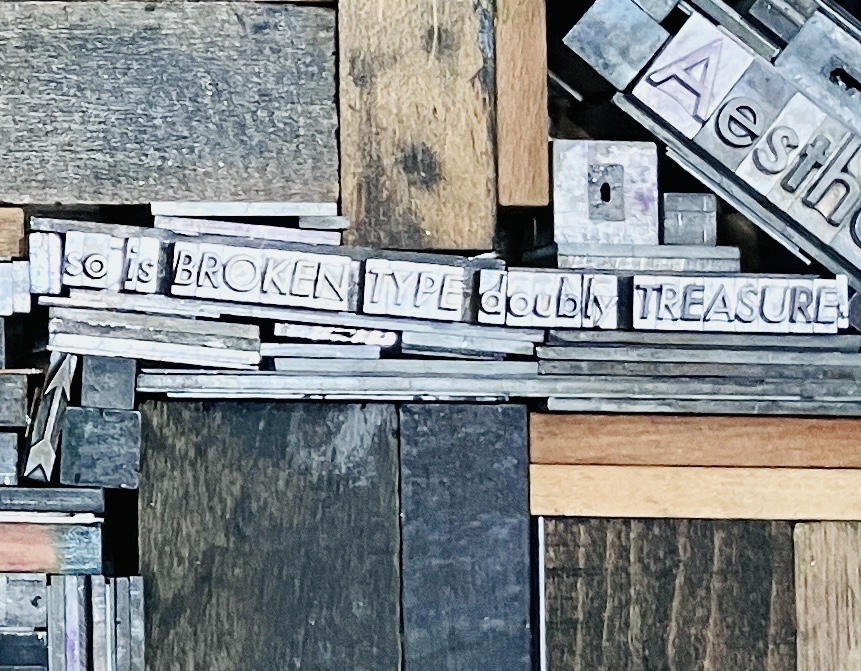 Aesth
so is BROKEN TYPE doubly TREASURE.